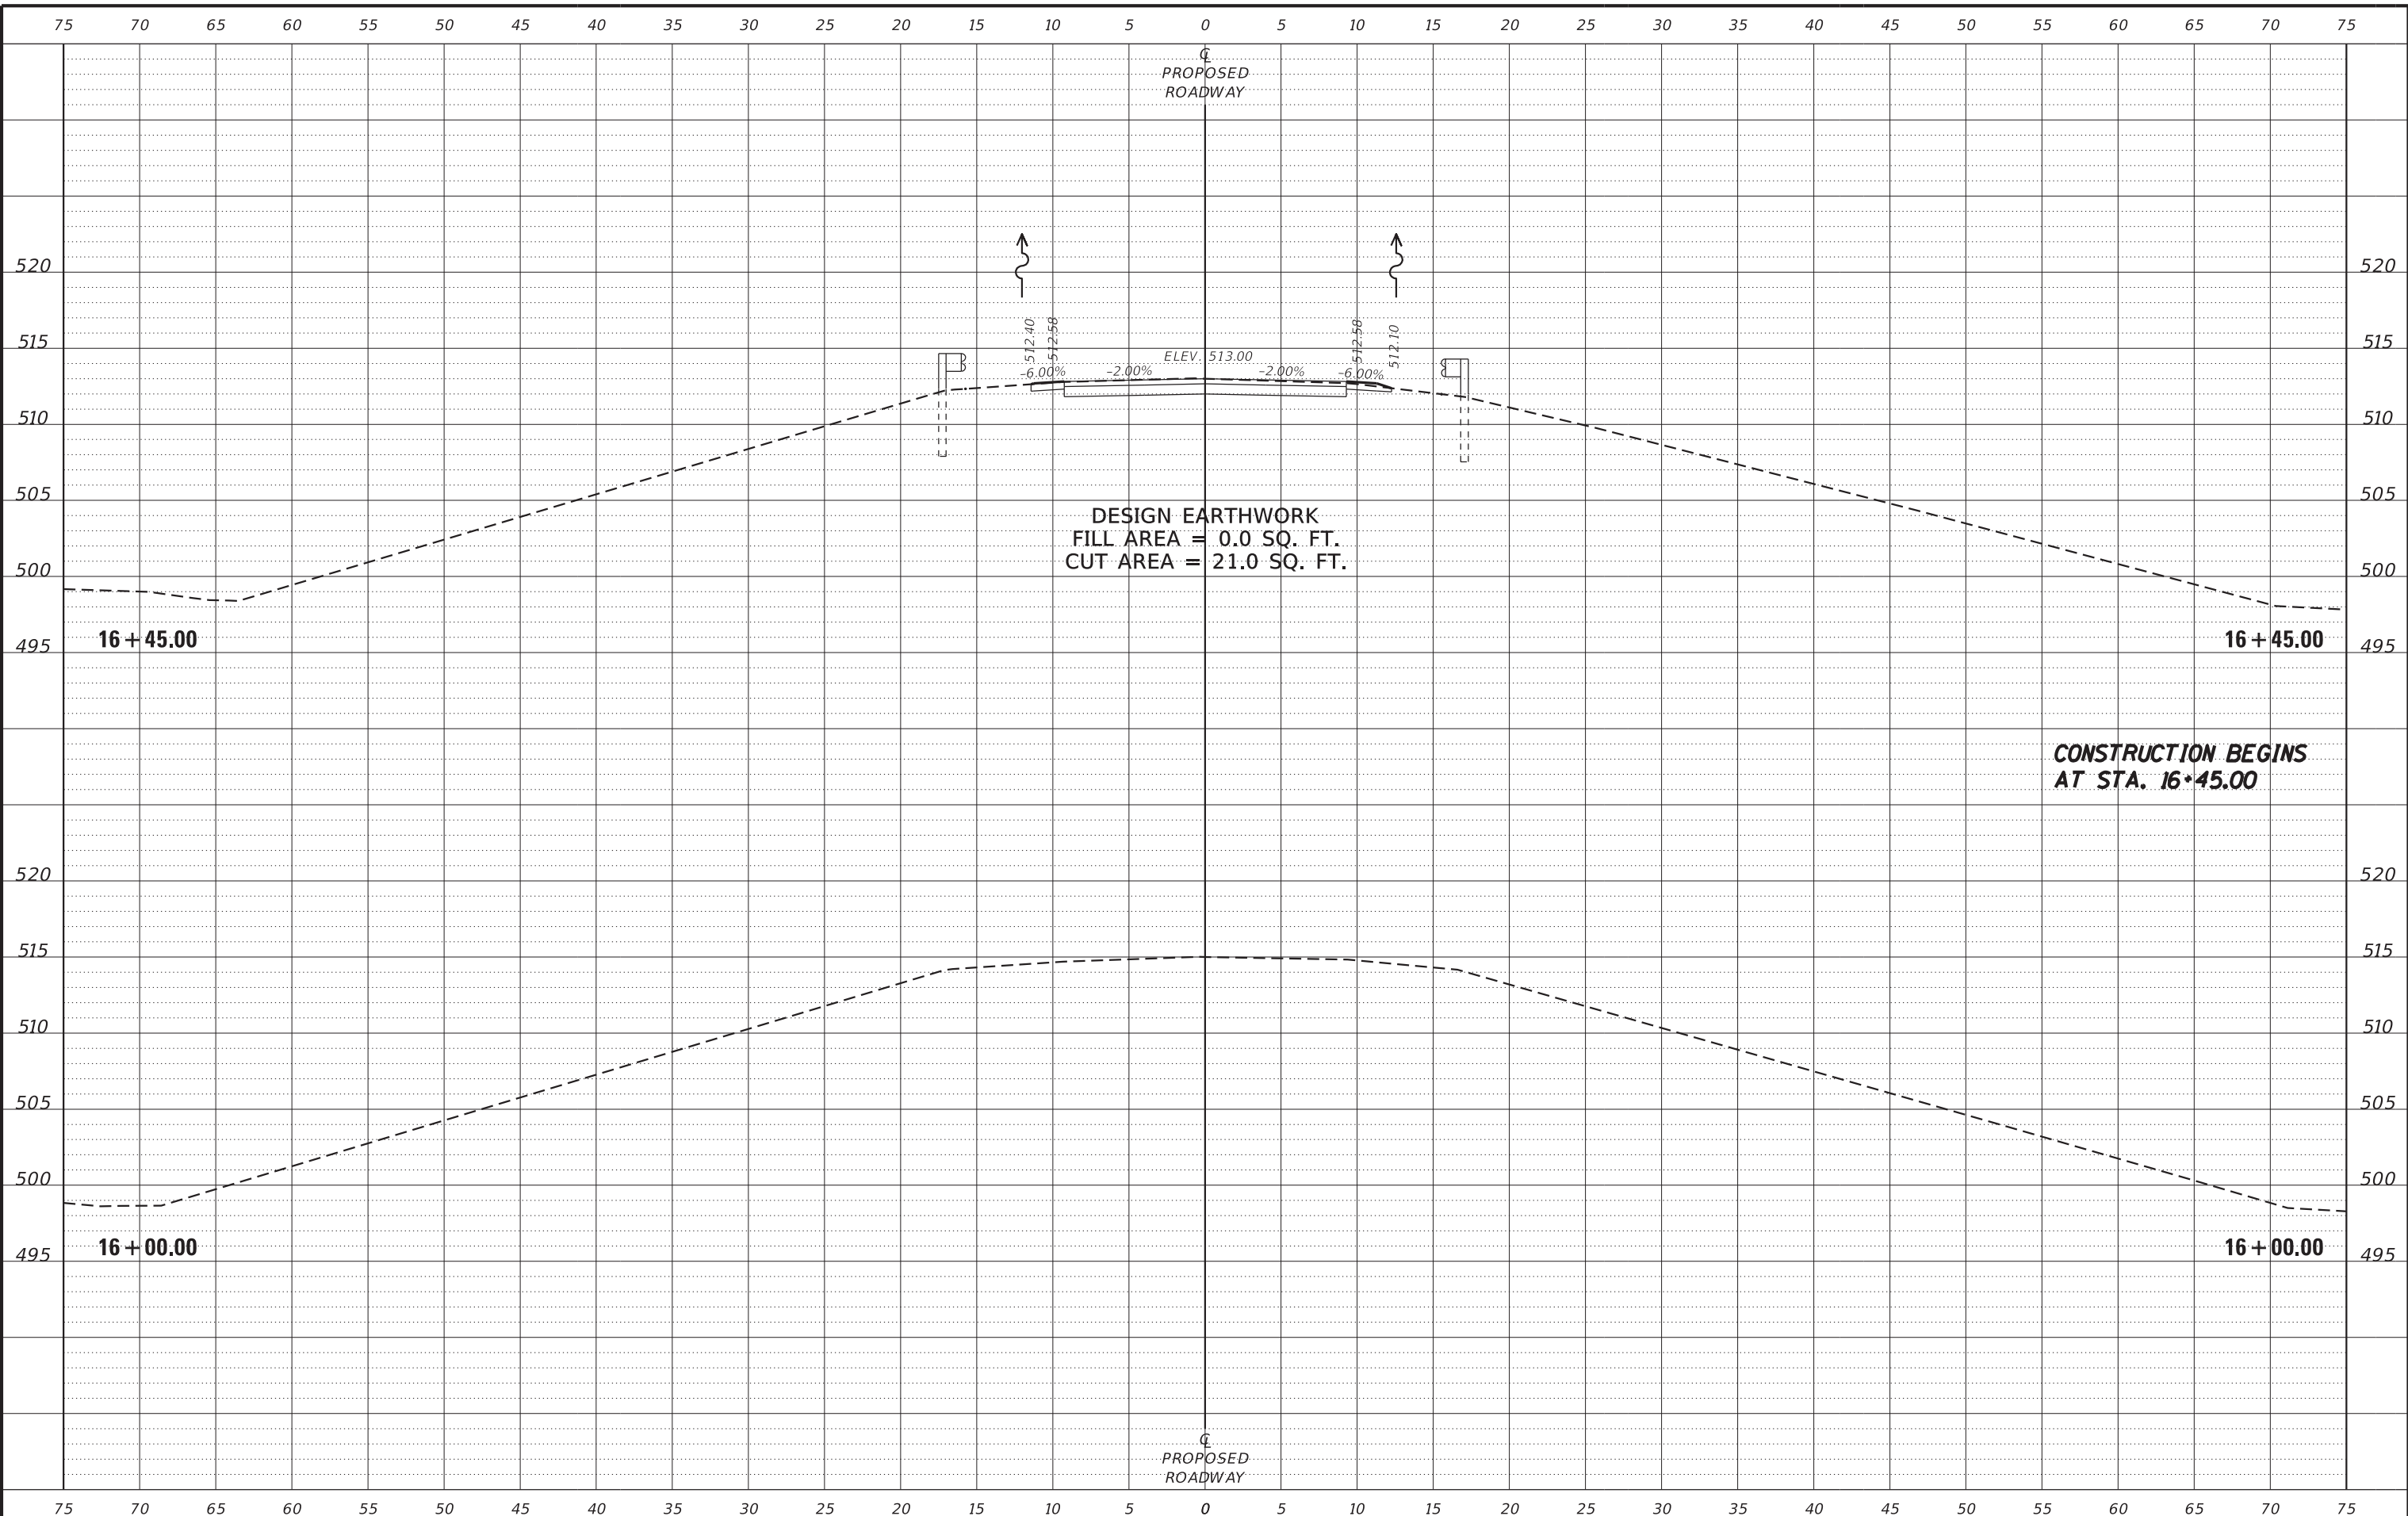 75 70 65 60 55 50 45 40 35 30 25 20 15 10 5 0 5 10 15 20 25 30 35 40 45 50 55 60 65 70 75
℄
PROPOSED
ROADWAY
520 520
512.40 512.58 512.58 512.10
515 515
ELEV. 513.00
-6.00% -2.00% -2.00% -6.00%
510 510
505 505
DESIGN EARTHWORK
FILL AREA = 0.0 SQ. FT.
CUT AREA = 21.0 SQ. FT.
500 500
16+45.00 16+45.00
495 495
CONSTRUCTION BEGINS
AT STA. 16+45.00
520 520
515 515
510 510
505 505
500 500
16+00.00 16+00.00
495 495
℄
PROPOSED
ROADWAY
75 70 65 60 55 50 45 40 35 30 25 20 15 10 5 0 5 10 15 20 25 30 35 40 45 50 55 60 65 70 75